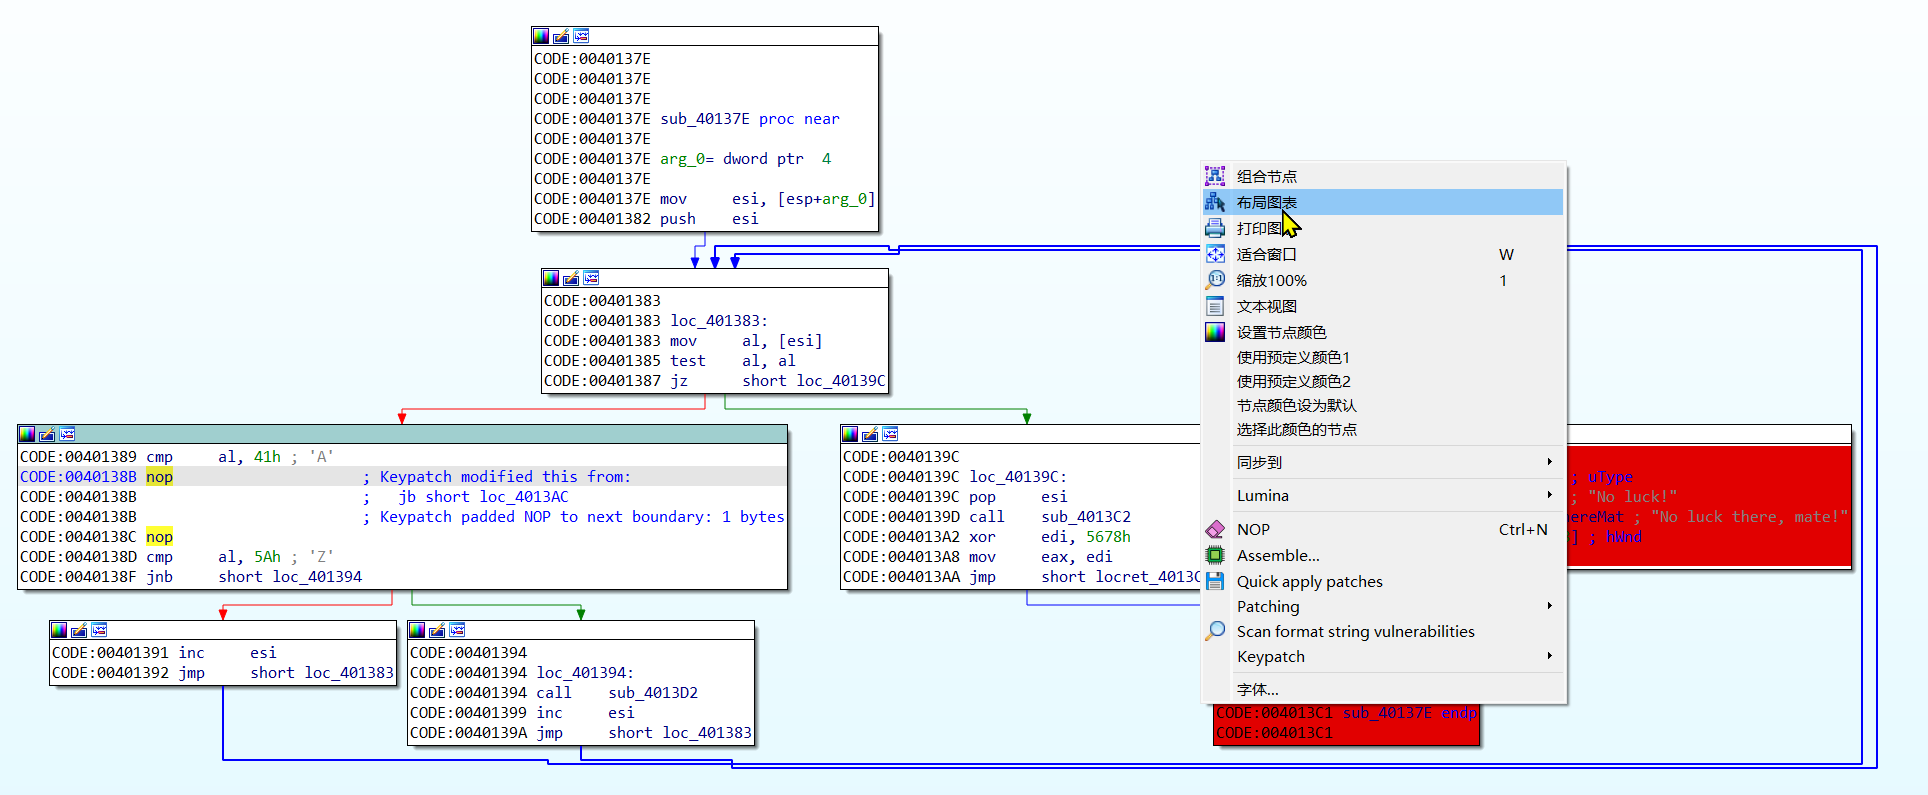 CODE:0040137E
CODE:0040137E
CODE:0040137E
CODE:0040137E sub_40137E proc near
CODE:0040137E
CODE:0040137E arg_0= dword ptr  4
CODE:0040137E
CODE:0040137E mov     esi, [esp+arg_0]
CODE:00401382 push    esi
CODE:00401383
CODE:00401383 loc_401383:
CODE:00401383 mov     al, [esi]
CODE:00401385 test    al, al
CODE:00401387 jz      short loc_40139C
CODE:00401389 cmp     al, 41h ; 'A'
CODE:0040138B nop                     ; Keypatch modified this from:
CODE:0040138B                         ;   jb short loc_4013AC
CODE:0040138B                         ; Keypatch padded NOP to next boundary: 1 bytes
CODE:0040138C nop
CODE:0040138D cmp     al, 5Ah ; 'Z'
CODE:0040138F jnb     short loc_401394
CODE:00401391 inc     esi
CODE:00401392 jmp     short loc_401383
CODE:00401394
CODE:00401394 loc_401394:
CODE:00401394 call    sub_4013D2
CODE:00401399 inc     esi
CODE:0040139A jmp     short loc_401383
CODE:0040139C
CODE:0040139C loc_40139C:
CODE:0040139C pop     esi
CODE:0040139D call    sub_4013C2
CODE:004013A2 xor     edi, 5678h
CODE:004013A8 mov     eax, edi
CODE:004013AA jmp     short locret_4013C
; uType
; "No luck!"
hereMat ; "No luck there, mate!"
] ; hWnd
CODE:004013C1 sub_40137E endp
CODE:004013C1
组合节点
布局图表
打印图
适合窗口 W
缩放100% 1
文本视图
设置节点颜色
使用预定义颜色1
使用预定义颜色2
节点颜色设为默认
选择此颜色的节点
同步到
Lumina
NOP Ctrl+N
Assemble...
Quick apply patches
Patching
Scan format string vulnerabilities
Keypatch
字体...